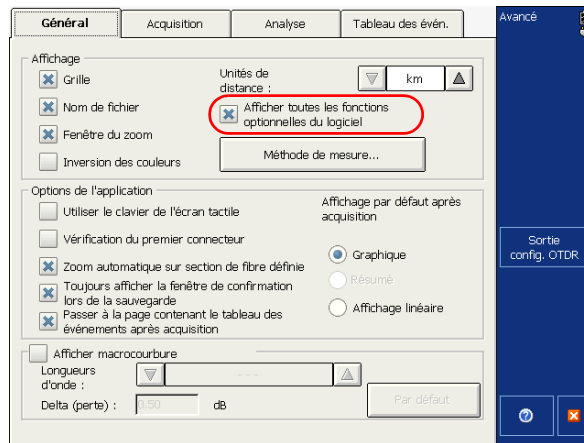 Général
Acquisition
Analyse
Tableau des évén.
Avancé
Affichage
Grille
Unités de
distance :
km
Nom de fichier
Afficher toutes les fonctions
optionnelles du logiciel
Fenêtre du zoom
Inversion des couleurs
Méthode de mesure...
Options de l'application
Utiliser le clavier de l'écran tactile
Affichage par défaut après
acquisition
Vérification du premier connecteur
Graphique
Zoom automatique sur section de fibre définie
Résumé
Toujours afficher la fenêtre de confirmation
lors de la sauvegarde
Affichage linéaire
Passer à la page contenant le tableau des
événements après acquisition
Sortie
config. OTDR
Afficher macrocourbure
Longueurs
d'onde :
---
Delta (perte) :
0.50
dB
Par défaut